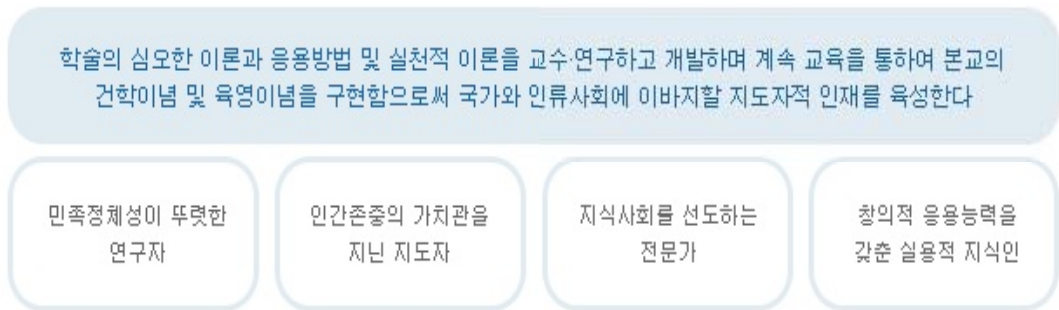 학술의 심오한 이론과 응용방법 및 실천적 이론을 교수·연구하고 개발하며 계속 교육을 통하여 본교의
건학이념 및 육영이념을 구현함으로써 국가와 인류사회에 이바지할 지도자적 인재를 육성한다
민족정체성이 뚜렷한
연구자
인간존중의 가치관을
지닌 지도자
지식사회를 선도하는
전문가
창의적 응용능력을
갖춘 실용적 지식인